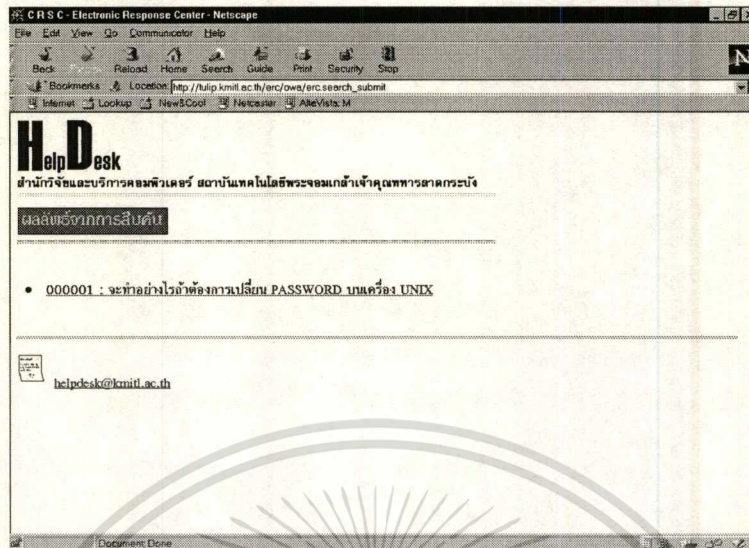 C R S C - Electronic Response Center - Netscape
File Edit View Go Communicator Help
Back Reload Home Search Guide Print Security Stop
Bookmarks Location: http://tulip.kmitl.ac.th/erc/owa/erc.search_submit
Internet Lookup New&Cool Netcaster
Help Desk
สำนักวิจัยและบริการคอมพิวเตอร์ สถาบันเทคโนโลยีพระจอมเกล้าเจ้าคุณทหารลาดกระบัง
ผลลัพธ์จากการสืบค้น
• 000001 : จะทำอย่างไรถ้าต้องการเปลี่ยน PASSWORD บนเครื่อง UNIX
helpdesk@kmitl.ac.th
Document: Done